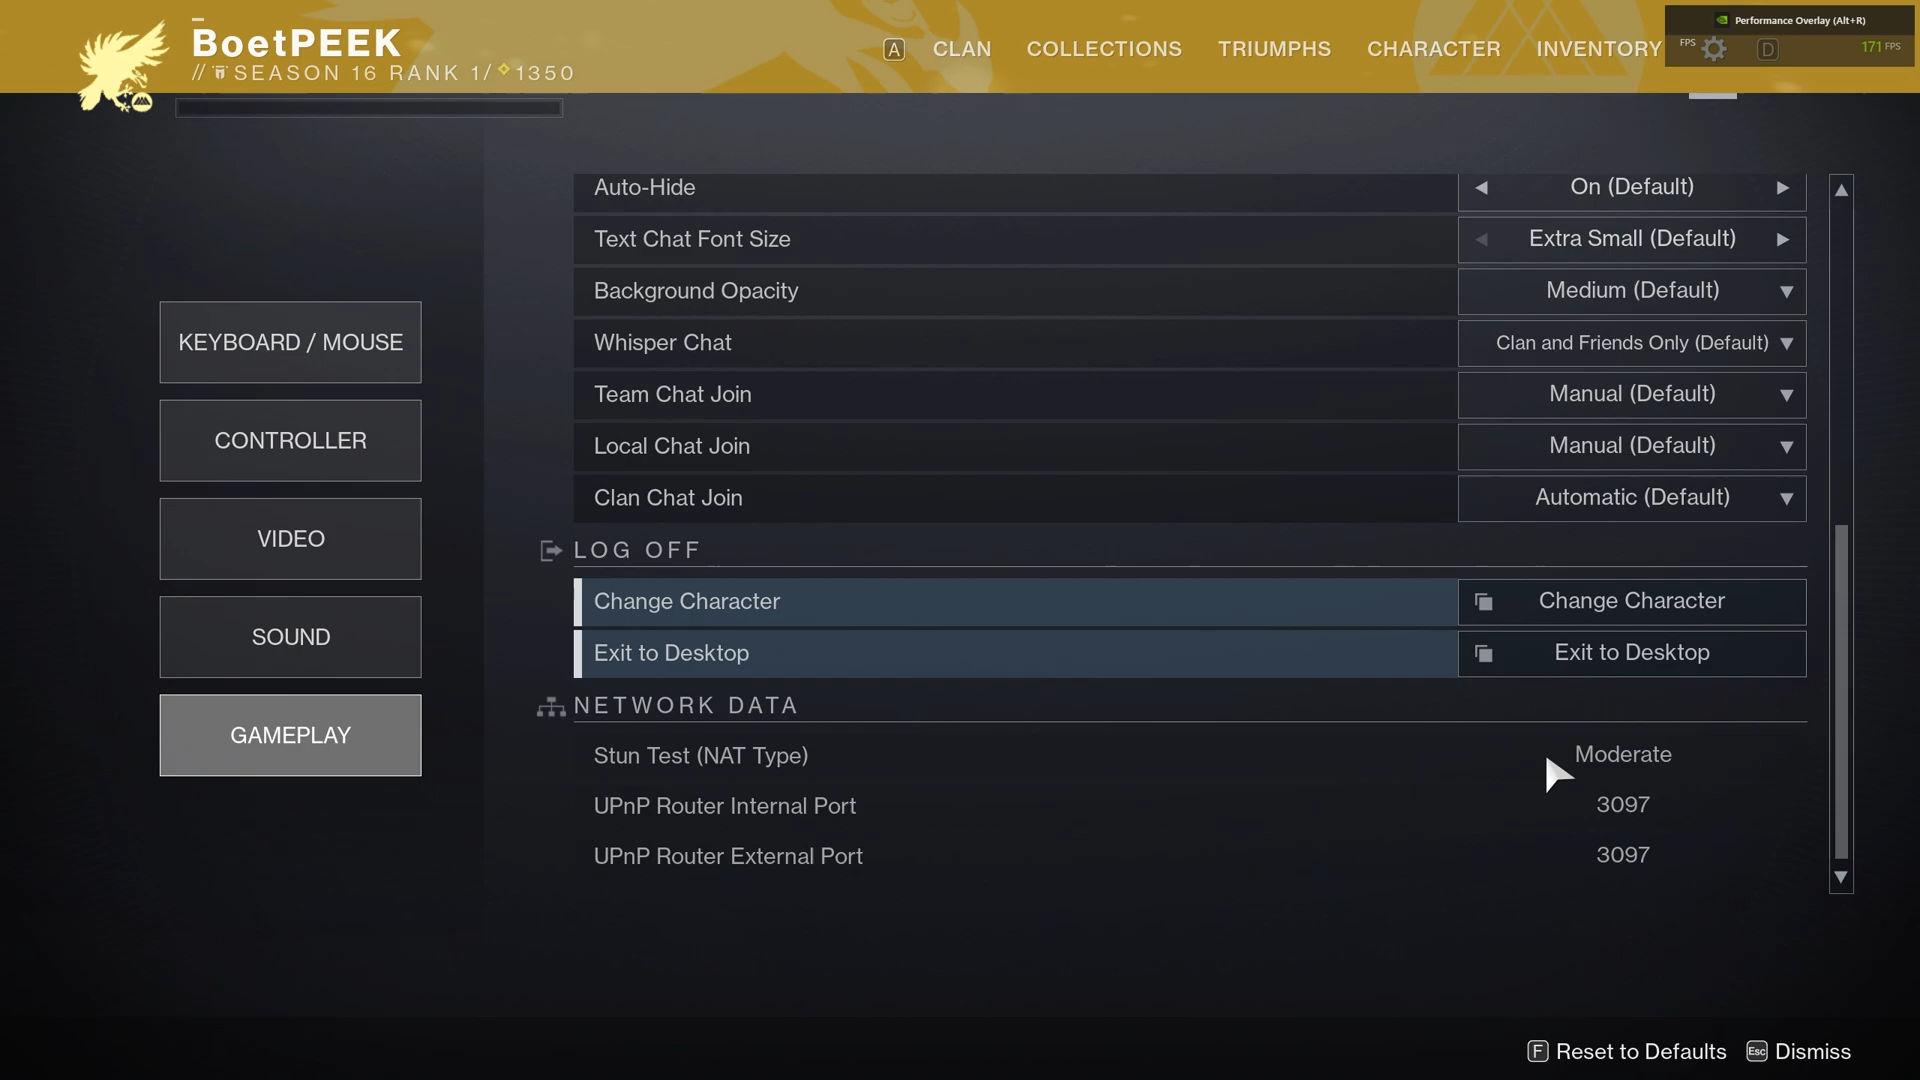 BoetPEEK
// SEASON 16 RANK 1/ 1350
A CLAN COLLECTIONS TRIUMPHS CHARACTER INVENTORY
Performance Overlay (Alt+R)
FPS D 171 FPS
Auto-Hide On (Default)
Text Chat Font Size Extra Small (Default)
Background Opacity Medium (Default)
Whisper Chat Clan and Friends Only (Default)
Team Chat Join Manual (Default)
Local Chat Join Manual (Default)
Clan Chat Join Automatic (Default)
KEYBOARD / MOUSE
CONTROLLER
VIDEO
SOUND
GAMEPLAY
LOG OFF
Change Character Change Character
Exit to Desktop Exit to Desktop
NETWORK DATA
Stun Test (NAT Type) Moderate
UPnP Router Internal Port 3097
UPnP Router External Port 3097
F Reset to Defaults Esc Dismiss